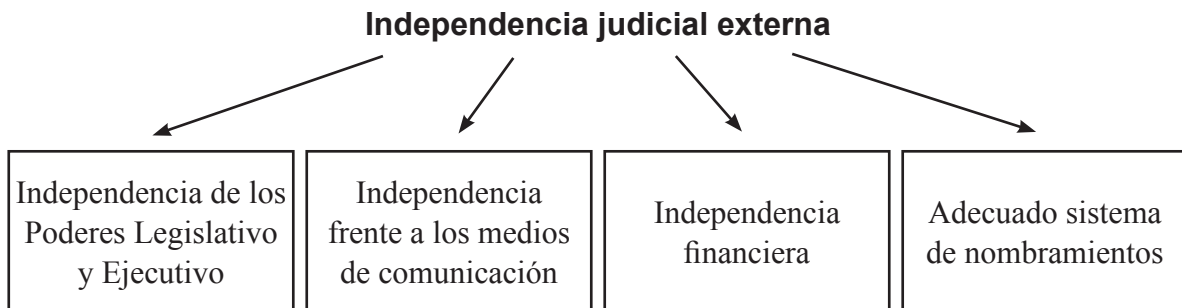 Independencia judicial externa
Independencia de los
Poderes Legislativo
y Ejecutivo
Independencia
frente a los medios
de comunicación
Independencia
financiera
Adecuado sistema
de nombramientos